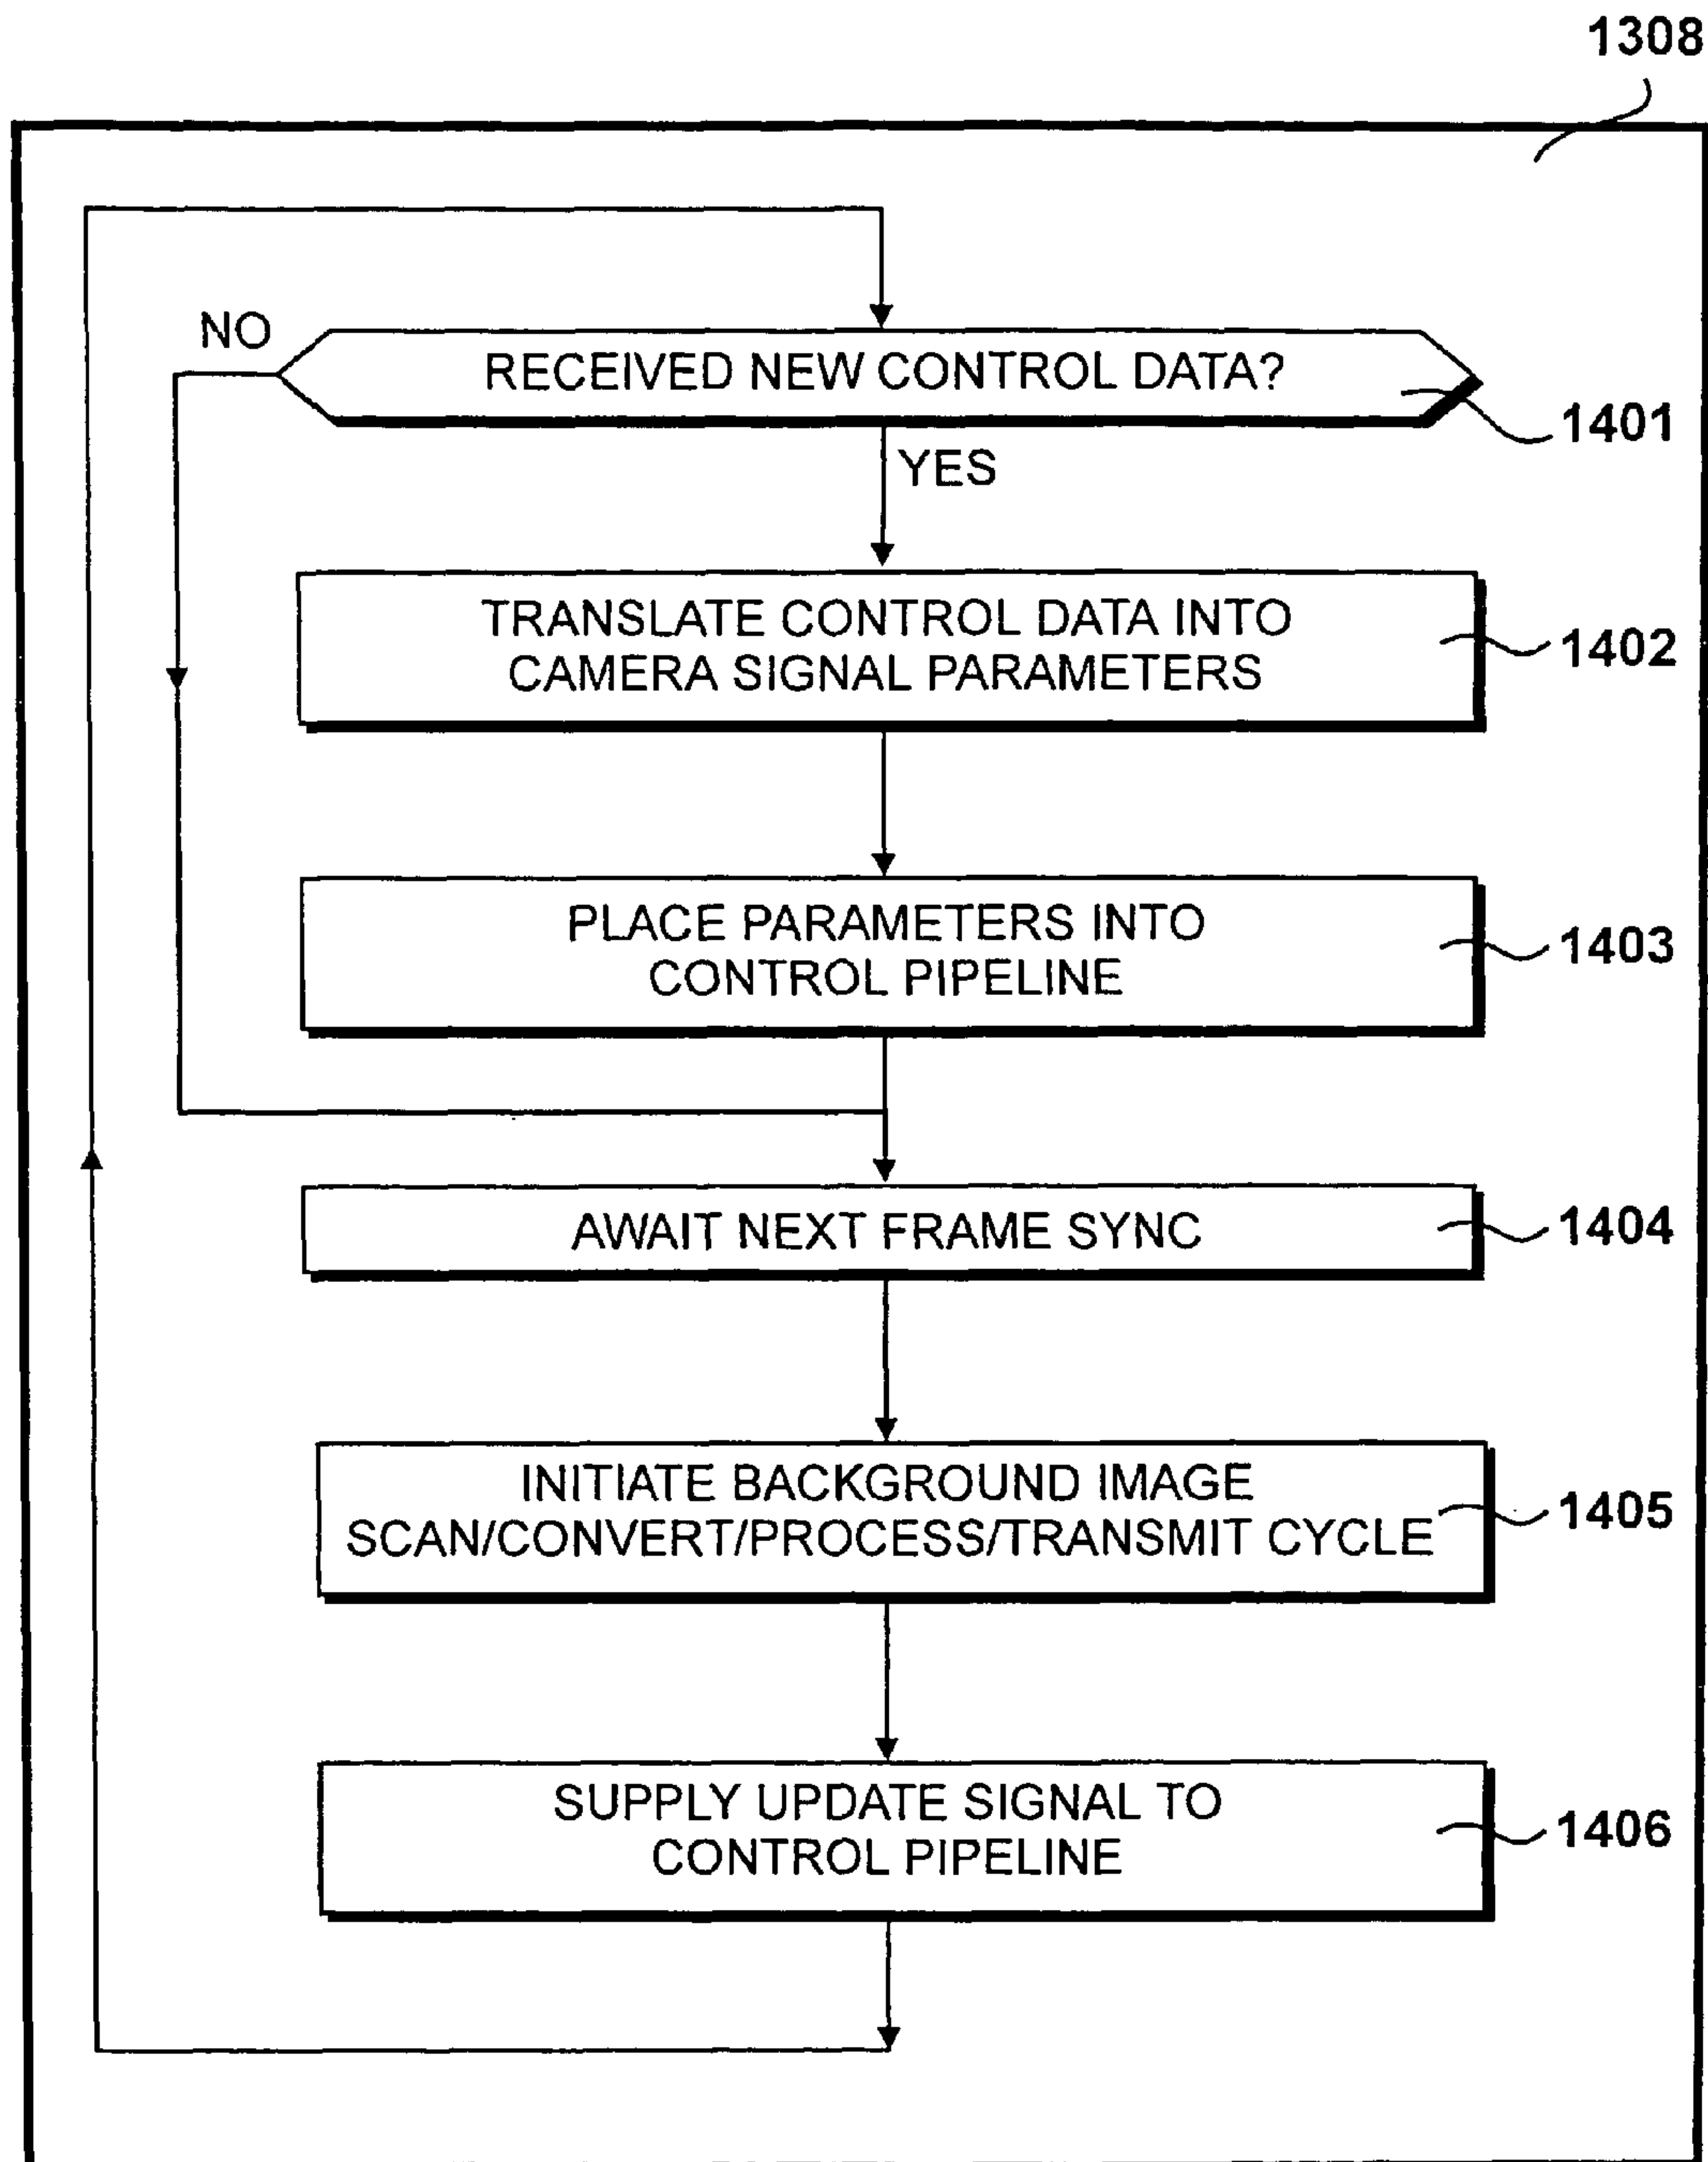 1308
NO
RECEIVED NEW CONTROL DATA?
1401
YES
TRANSLATE CONTROL DATA INTO
CAMERA SIGNAL PARAMETERS
1402
PLACE PARAMETERS INTO
CONTROL PIPELINE
1403
AWAIT NEXT FRAME SYNC
1404
INITIATE BACKGROUND IMAGE
SCAN/CONVERT/PROCESS/TRANSMIT CYCLE
1405
SUPPLY UPDATE SIGNAL TO
CONTROL PIPELINE
1406